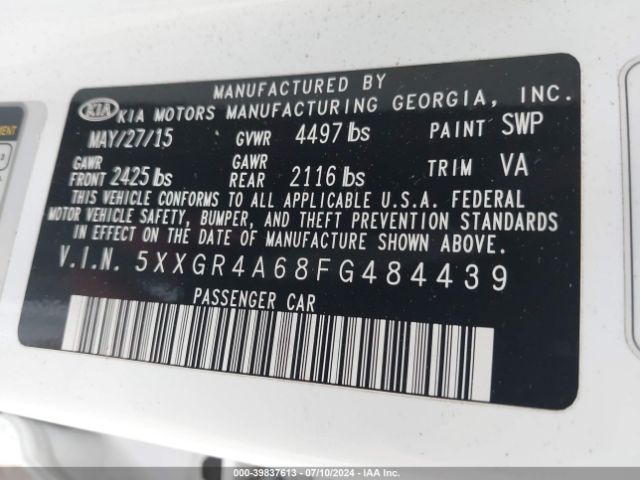 MANUFACTURED BY
KIA KIA MOTORS MANUFACTURING GEORGIA, INC.
MAY/27/15 GVWR 4497 lbs PAINT SWP
GAWR FRONT 2425 lbs GAWR REAR 2116 lbs TRIM VA
THIS VEHICLE CONFORMS TO ALL APPLICABLE U.S.A. FEDERAL
MOTOR VEHICLE SAFETY, BUMPER, AND THEFT PREVENTION STANDARDS
IN EFFECT ON THE DATE OF MANUFACTURE SHOWN ABOVE.
V.I.N. 5XXGR4A68FG484439
PASSENGER CAR
000-39837613 - 07/10/2024 - IAA Inc.